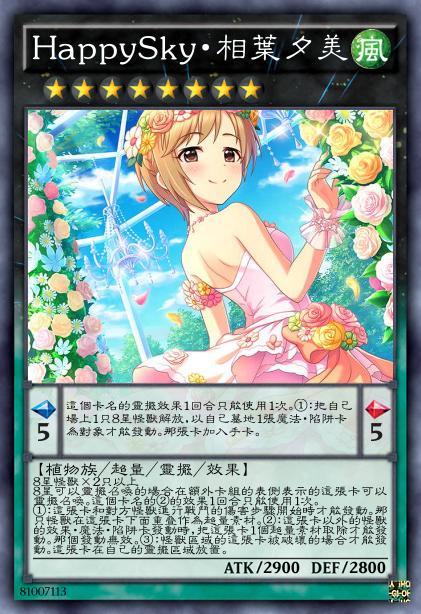 HappySky・相葉夕美
風
這個卡名的靈擺效果1回合只能使用1次。①:把自己
場上1只8星怪獸解放,以自己墓地1張魔法・陷阱卡
為對象才能發動。那張卡加入手卡。
5
5
【植物族/超量/靈擺/效果】
8星怪獸×2只以上
8星可以靈擺召喚的場合在額外卡組的表側表示的這張卡可以
靈擺召喚。這個卡名的②的效果1回合只能使用1次。
①:這張卡和對方怪獸進行戰鬥的傷害步驟開始時才能發動。那
只怪獸在這張卡下面重疊作為超量素材。②:這張卡以外的怪獸
的效果・魔法・陷阱卡發動時,把這張卡1個超量素材取除才能發
動。那個發動無效。③:怪獸區域的這張卡被破壞的場合才能發
動。這張卡在自己的靈擺區域放置。
ATK/2900 DEF/2800
81007113